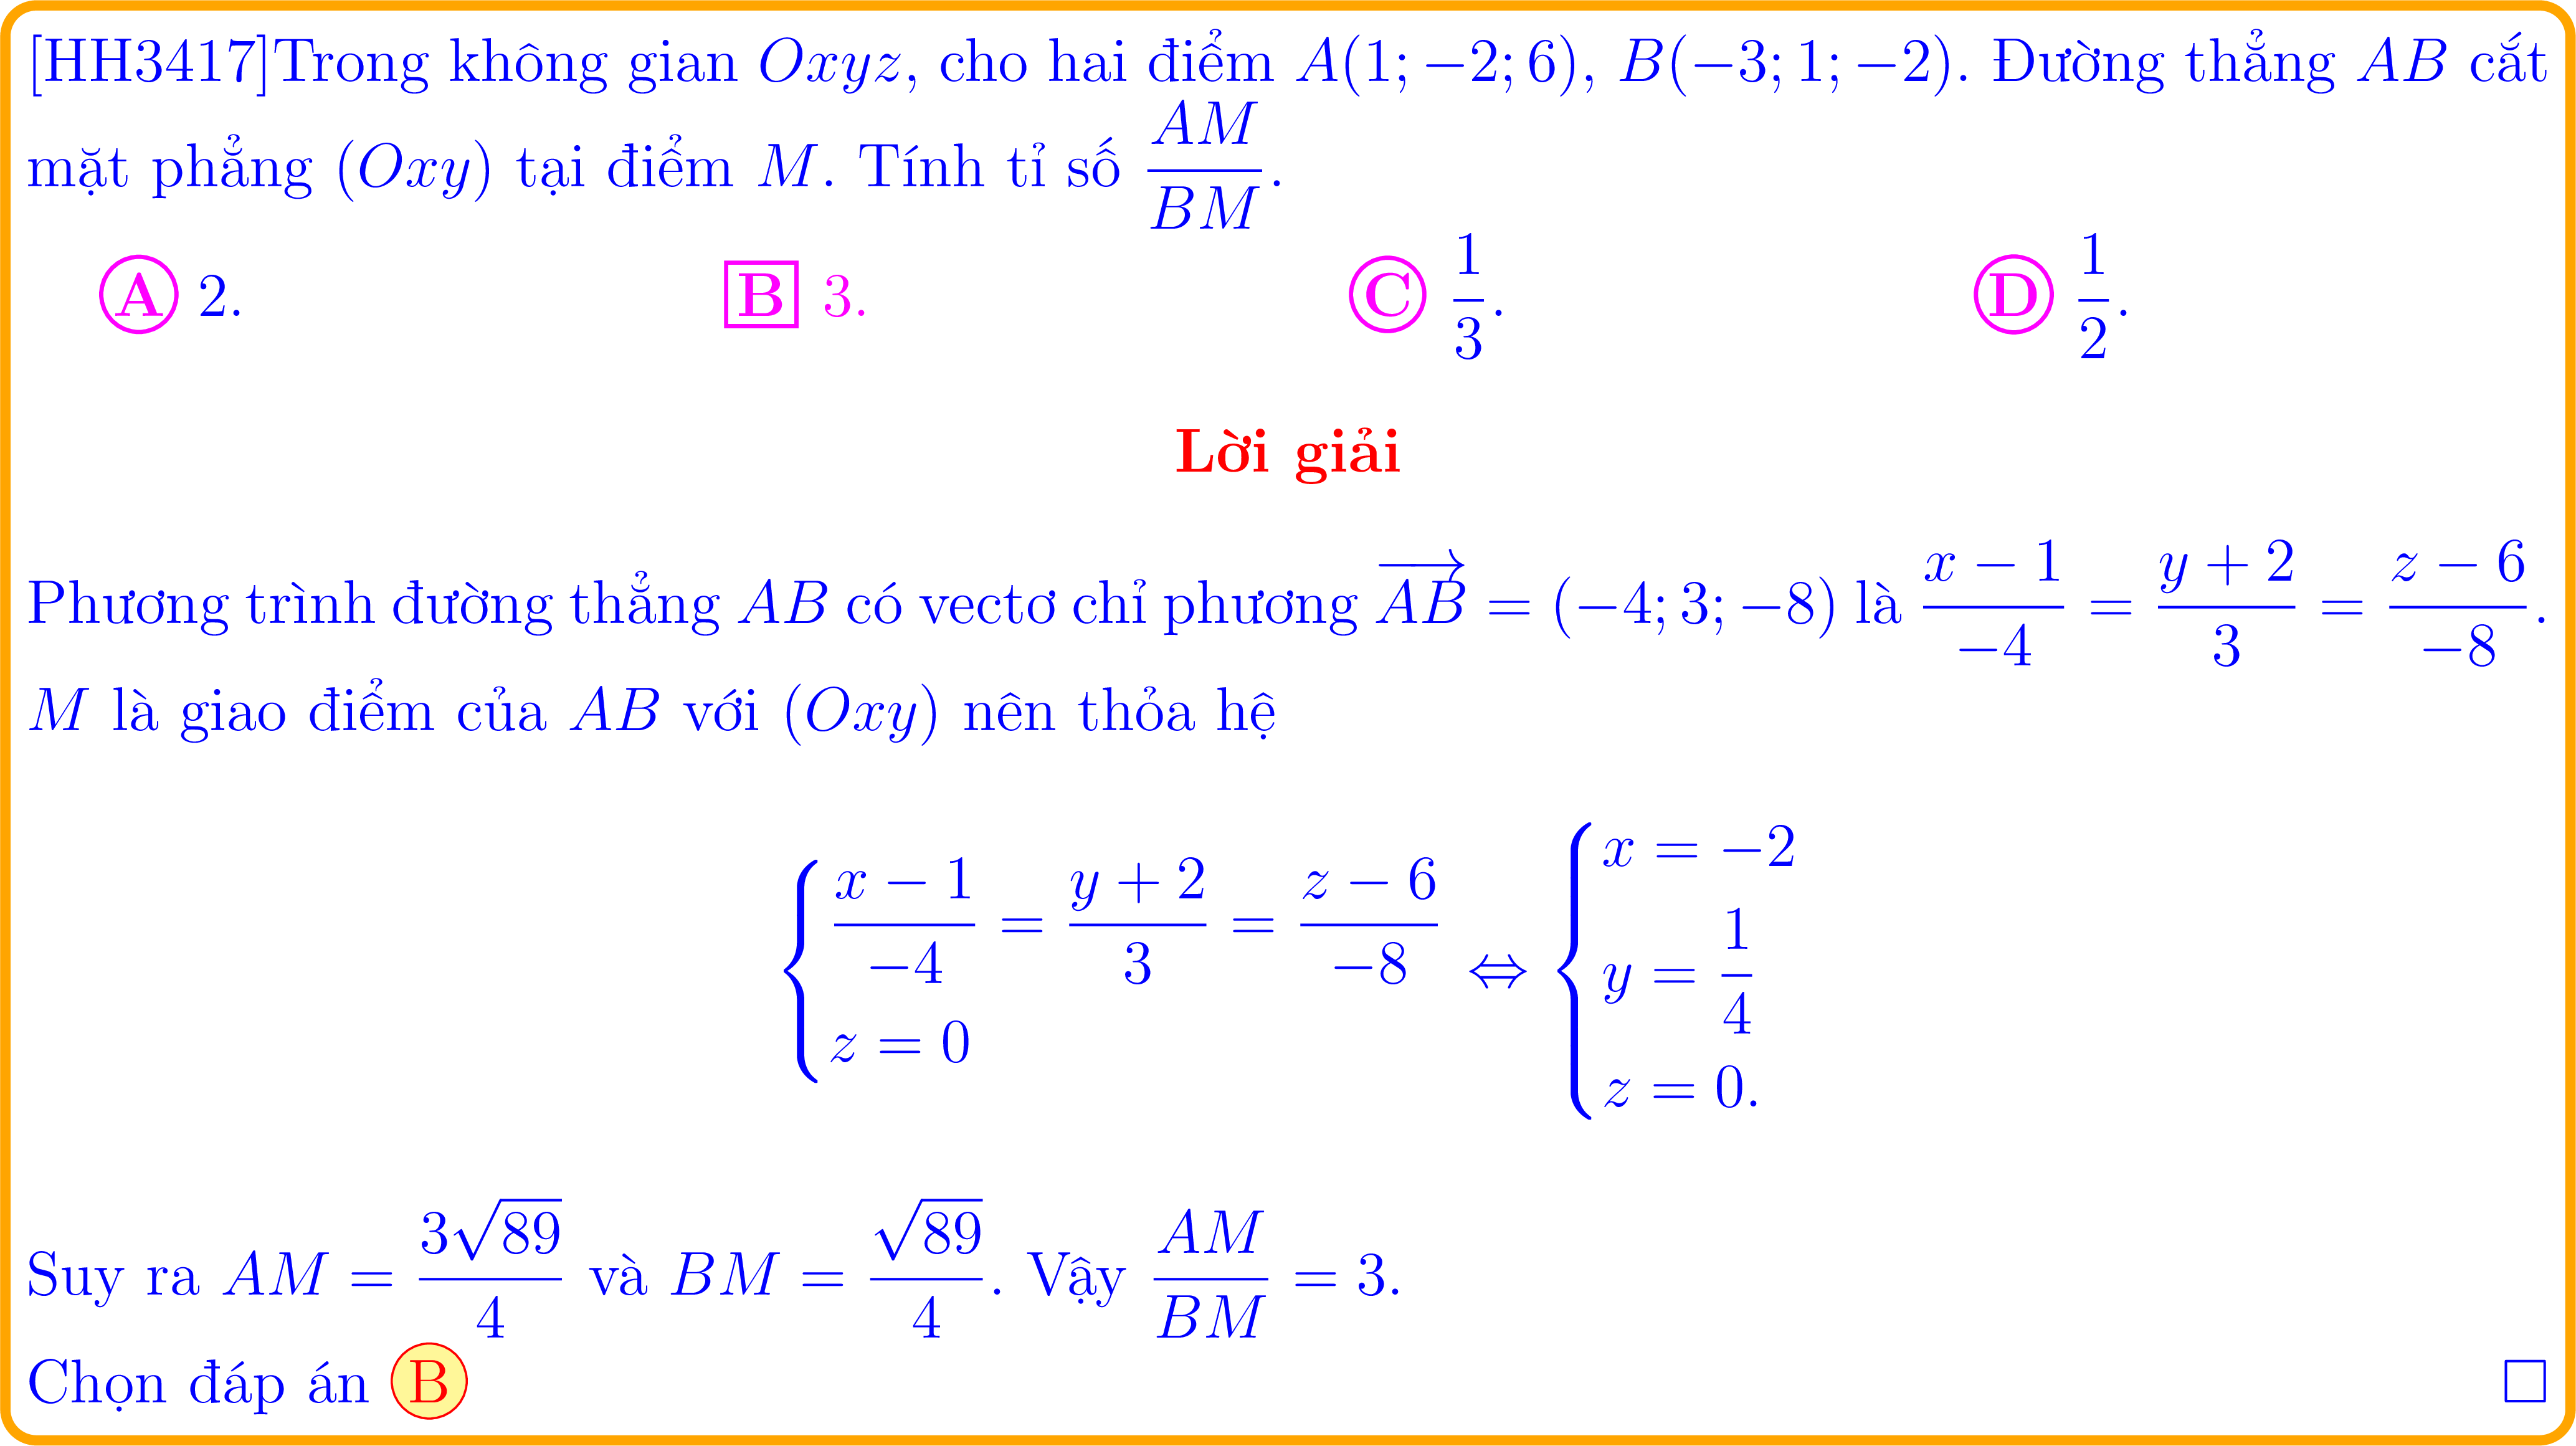 [HH3417]Trong không gian Oxyz, cho hai điểm A(1; −2; 6), B(−3; 1; −2). Đường thẳng AB cắt
mặt phẳng (Oxy) tại điểm M. Tính tỉ số \frac{AM}{BM}.
A 2. B 3. C \frac{1}{3}. D \frac{1}{2}.
Lời giải
Phương trình đường thẳng AB có vectơ chỉ phương \overrightarrow{AB} = (−4; 3; −8) là \frac{x − 1}{−4} = \frac{y + 2}{3} = \frac{z − 6}{−8}.
M là giao điểm của AB với (Oxy) nên thỏa hệ
\begin{cases} \frac{x − 1}{−4} = \frac{y + 2}{3} = \frac{z − 6}{−8} \\ z = 0 \end{cases} ⇔ \begin{cases} x = −2 \\ y = \frac{1}{4} \\ z = 0. \end{cases}
Suy ra AM = \frac{3\sqrt{89}}{4} và BM = \frac{\sqrt{89}}{4}. Vậy \frac{AM}{BM} = 3.
Chọn đáp án B □